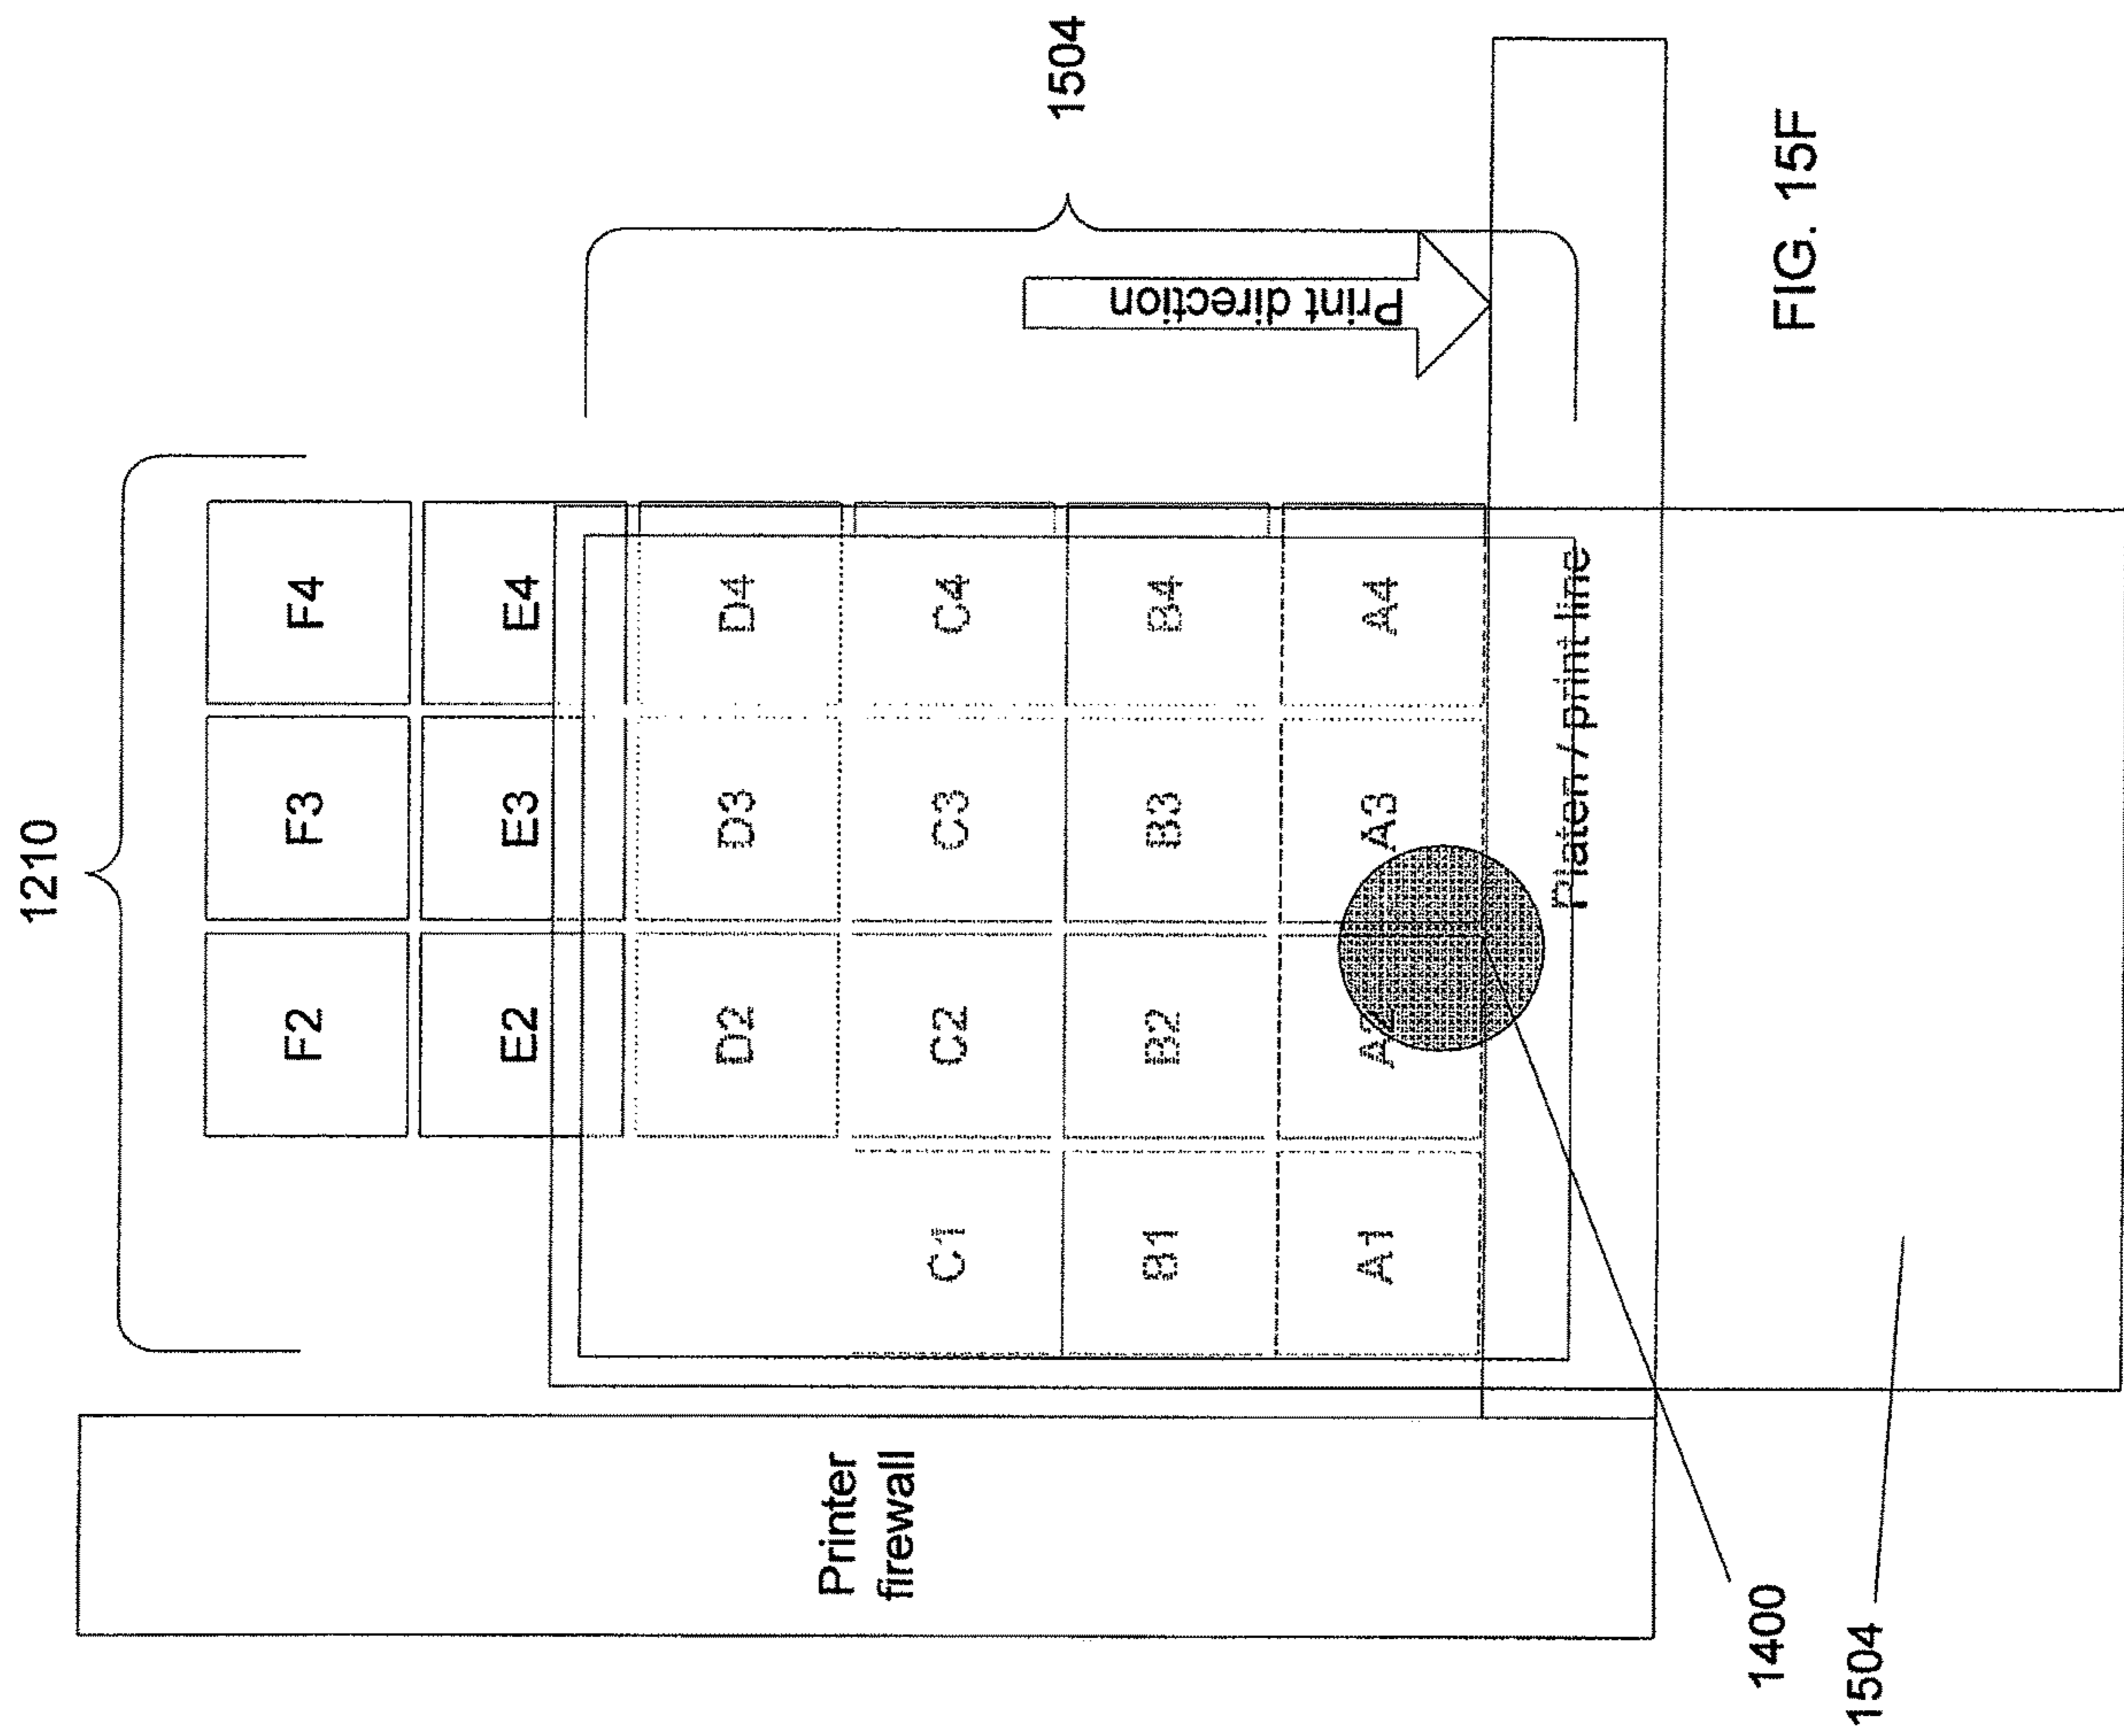 1210
F2 F3 F4
E2 E3 E4
D2 D3 D4
C1 C2 C3 C4
B1 B2 B3 B4
A1 A2 A3 A4
Printer
firewall
Platen / print line
Print direction
1504
1400
1504
FIG. 15F